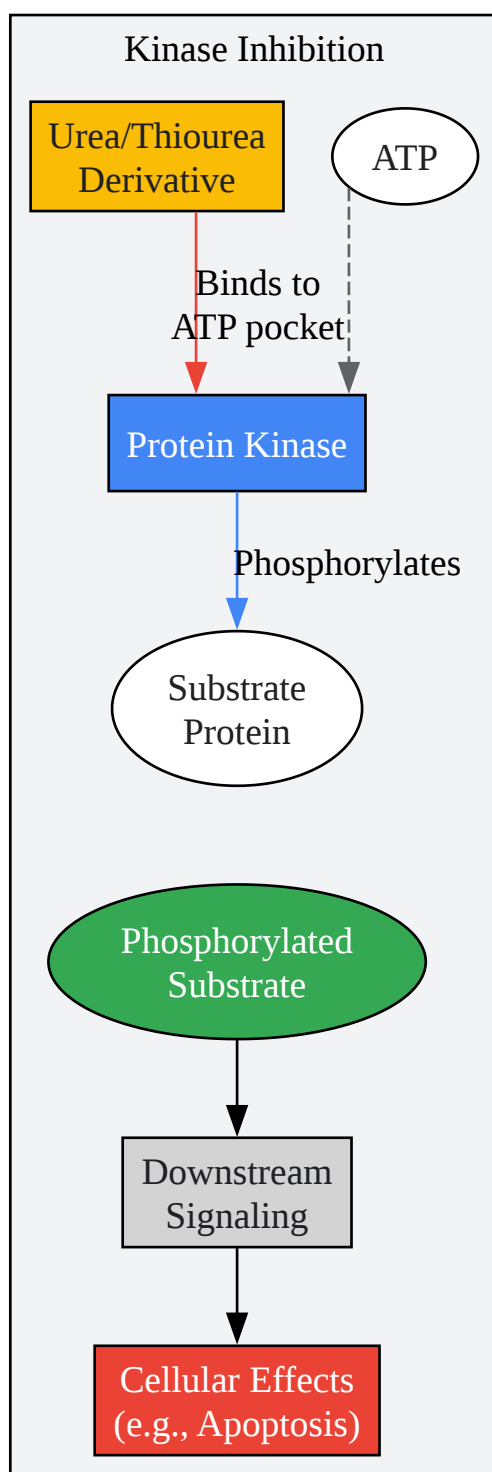 Kinase Inhibition
Urea/Thiourea
Derivative
ATP
Binds to
ATP pocket
Protein Kinase
Phosphorylates
Substrate
Protein
Phosphorylated
Substrate
Downstream
Signaling
Cellular Effects
(e.g., Apoptosis)